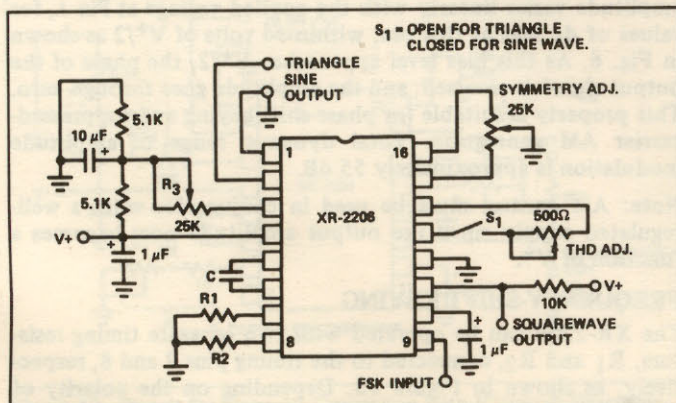 S₁ = OPEN FOR TRIANGLE
CLOSED FOR SINE WAVE.
TRIANGLE
SINE
OUTPUT
SYMMETRY ADJ.
25K
5.1K
10 µF
+
R₃
1
16
5.1K
25K
XR-2206
S₁
500Ω
THD ADJ.
V+
+
1 µF
C
V+
R1
10K
SQUAREWAVE
OUTPUT
R2
8
9
+
1 µF
FSK INPUT